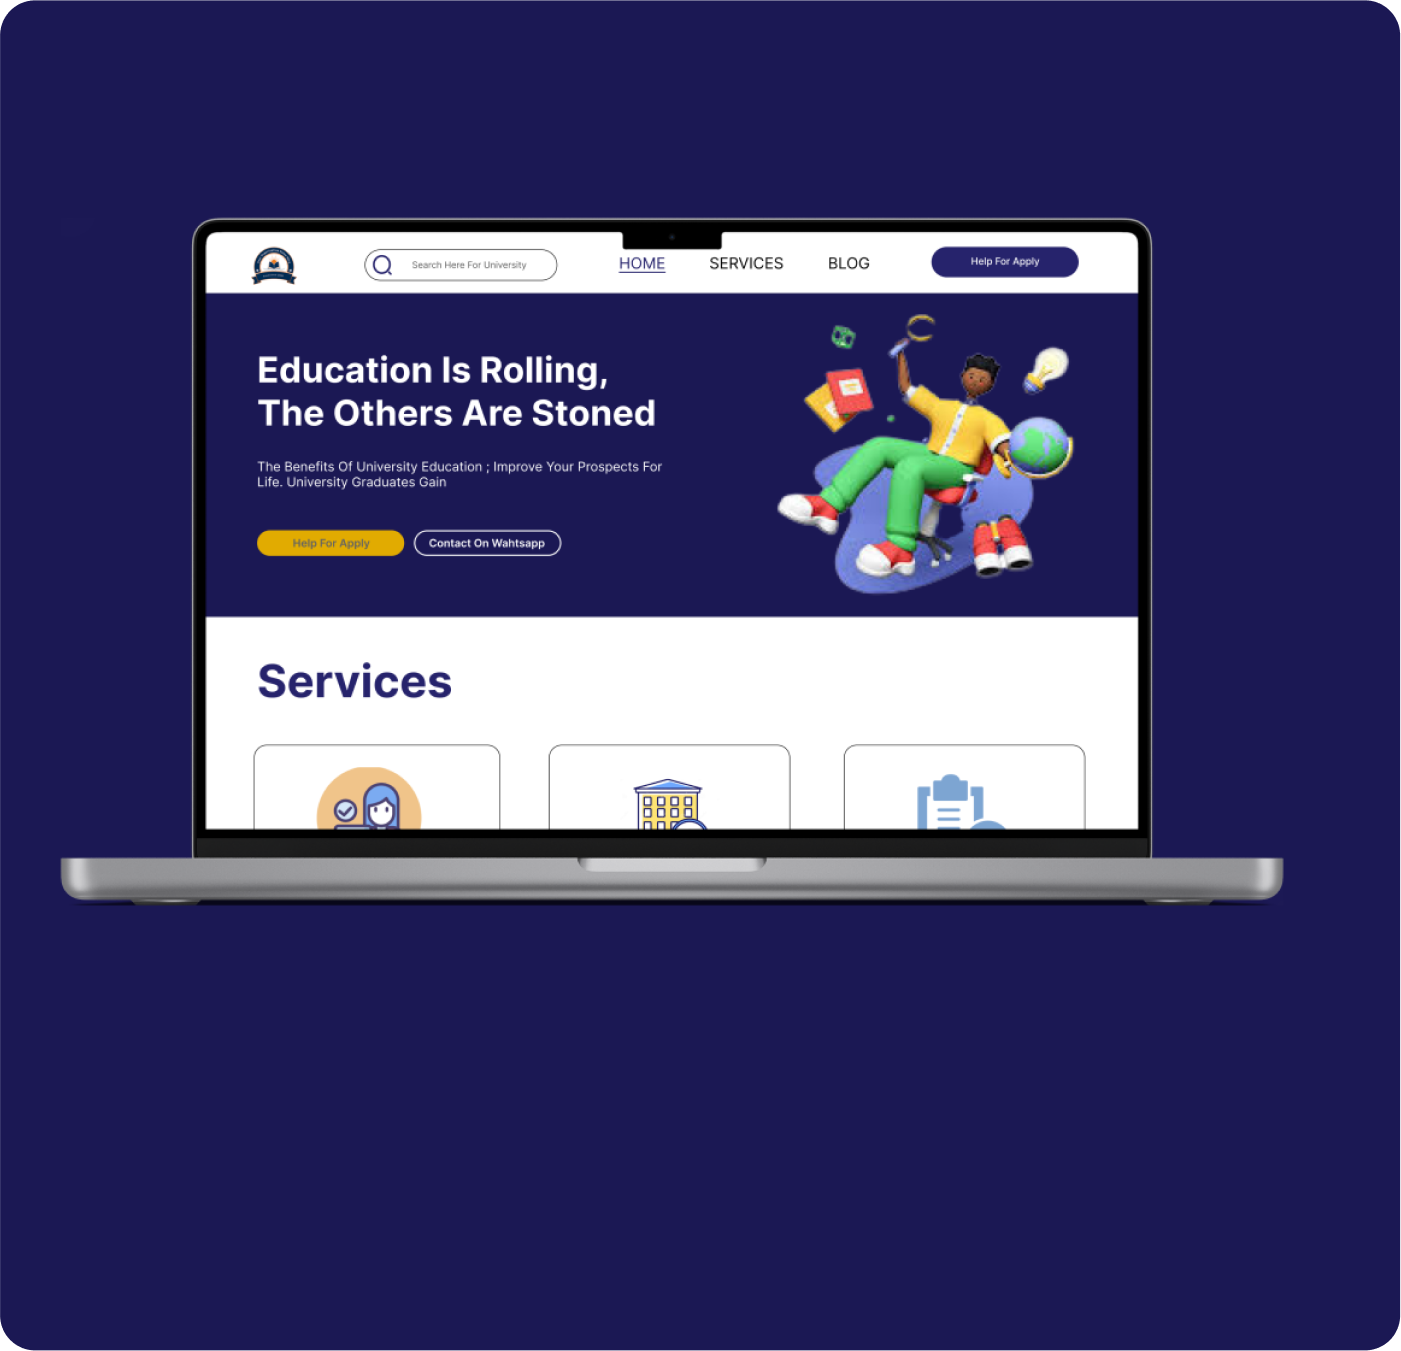 Search Here For University
HOME
SERVICES
BLOG
Help For Apply
Education Is Rolling,
The Others Are Stoned
The Benefits Of University Education ; Improve Your Prospects For
Life. University Graduates Gain
Help For Apply
Contact On Wahtsapp
Services